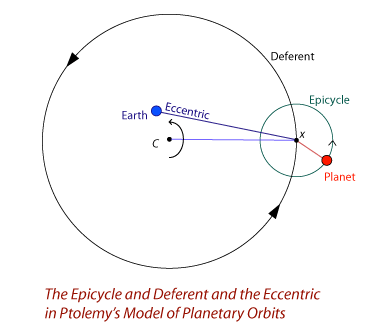 Deferent
Epicycle
Eccentric
Earth
x
C
Planet
The Epicycle and Deferent and the Eccentric
in Ptolemy's Model of Planetary Orbits